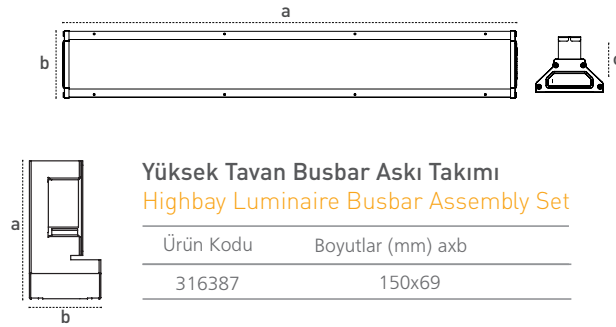 a
b
Yüksek Tavan Busbar Askı Takımı
Highbay Luminaire Busbar Assembly Set
a
Ürün Kodu Boyutlar (mm) axb
316387 150x69
b